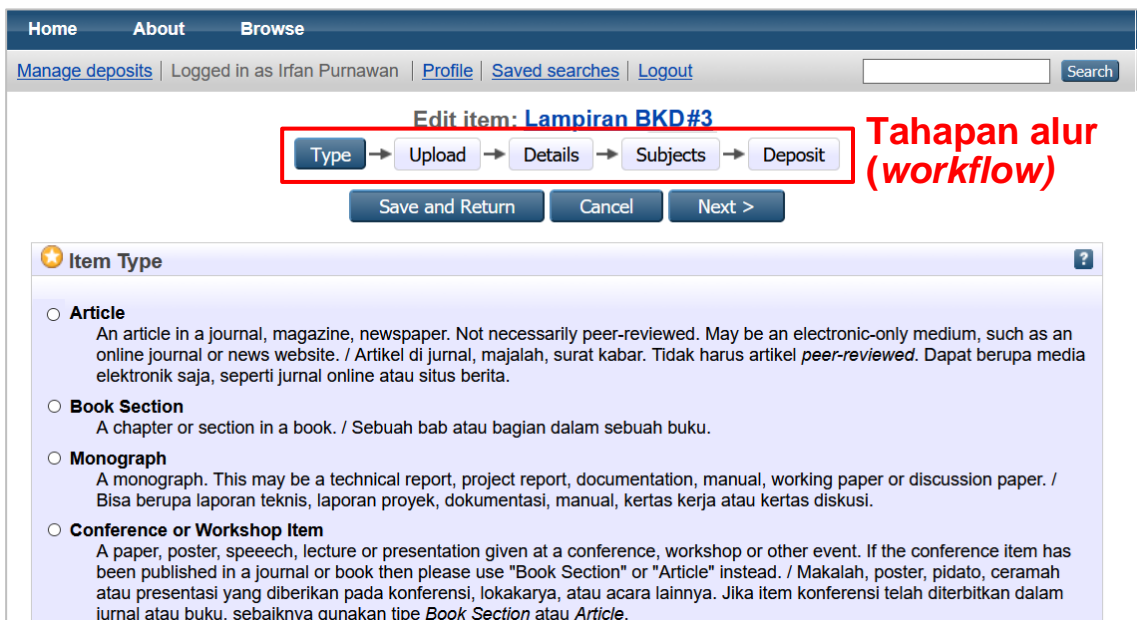 Home About Browse
Manage deposits | Logged in as Irfan Purnawan | Profile | Saved searches | Logout Search
Edit item: Lampiran BKD#3
Type → Upload → Details → Subjects → Deposit
Tahapan alur
(workflow)
Save and Return Cancel Next >
Item Type ?
Article
An article in a journal, magazine, newspaper. Not necessarily peer-reviewed. May be an electronic-only medium, such as an
online journal or news website. / Artikel di jurnal, majalah, surat kabar. Tidak harus artikel peer-reviewed. Dapat berupa media
elektronik saja, seperti jurnal online atau situs berita.
Book Section
A chapter or section in a book. / Sebuah bab atau bagian dalam sebuah buku.
Monograph
A monograph. This may be a technical report, project report, documentation, manual, working paper or discussion paper. /
Bisa berupa laporan teknis, laporan proyek, dokumentasi, manual, kertas kerja atau kertas diskusi.
Conference or Workshop Item
A paper, poster, speeech, lecture or presentation given at a conference, workshop or other event. If the conference item has
been published in a journal or book then please use "Book Section" or "Article" instead. / Makalah, poster, pidato, ceramah
atau presentasi yang diberikan pada konferensi, lokakarya, atau acara lainnya. Jika item konferensi telah diterbitkan dalam
jurnal atau buku, sebaiknya gunakan tipe Book Section atau Article.